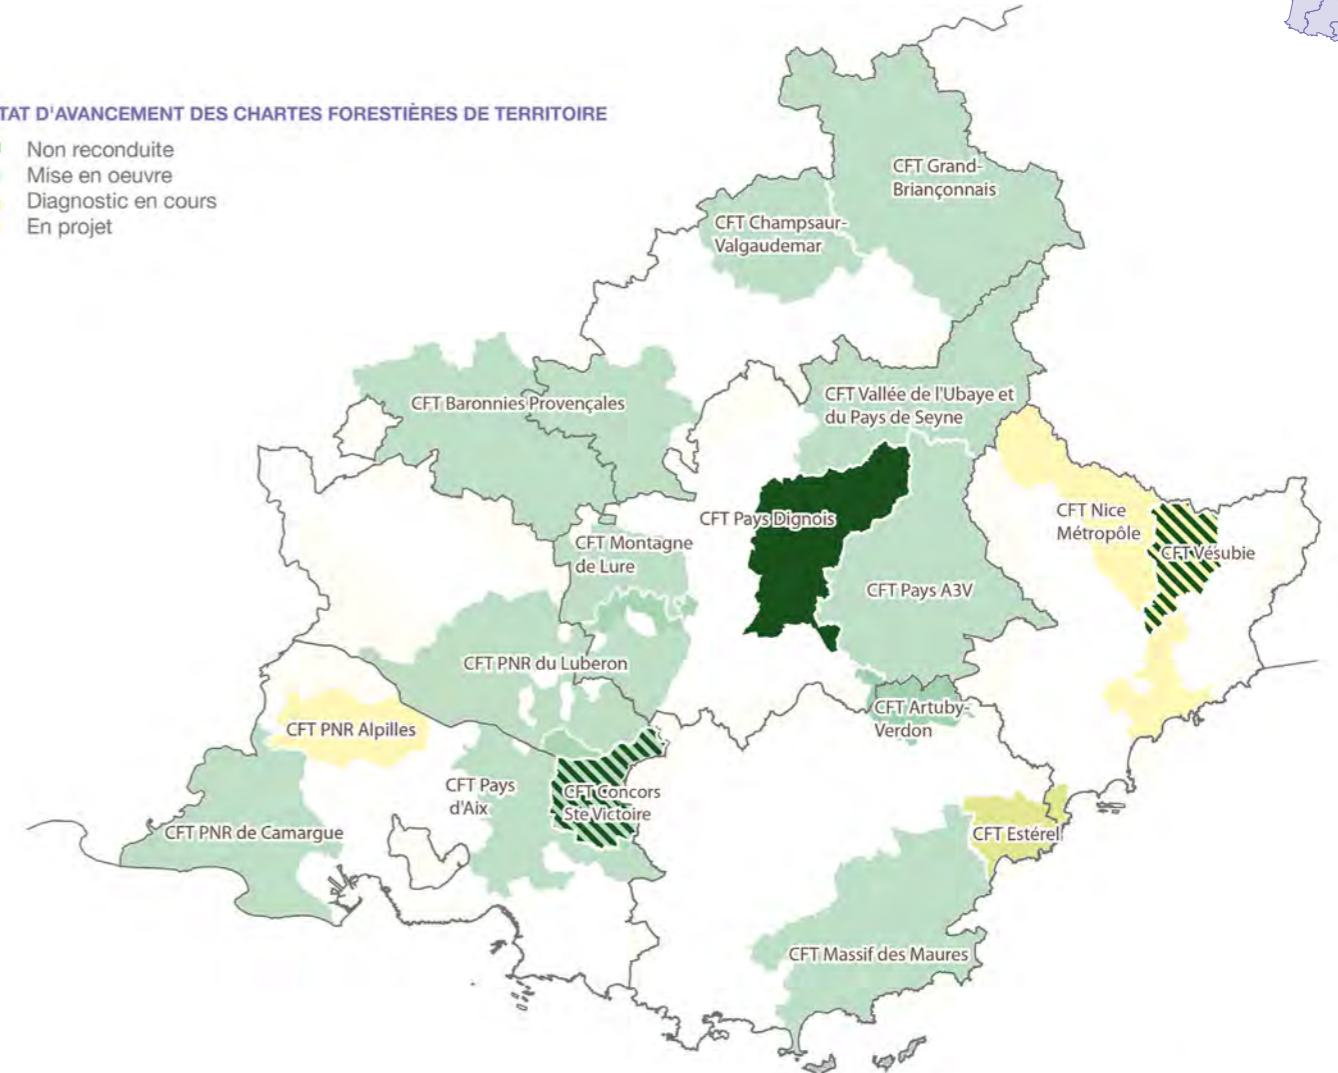 TAT D'AVANCEMENT DES CHARTES FORESTIÈRES DE TERRITOIRE
Non reconduite
Mise en oeuvre
Diagnostic en cours
En projet
CFT Grand-
Briançonnais
CFT Champsaur-
Valgaudemar
CFT Baronnies Provençales
CFT Vallée de l'Ubaye et
du Pays de Seyne
CFT Pays Dignois
CFT Nice
Métropôle
CFT Vésubie
CFT Montagne
de Lure
CFT Pays A3V
CFT PNR du Luberon
CFT Artuby-
Verdon
CFT PNR Alpilles
CFT Pays
d'Aix
CFT Concors
Ste Victoire
CFT PNR de Camargue
CFT Estérel
CFT Massif des Maures